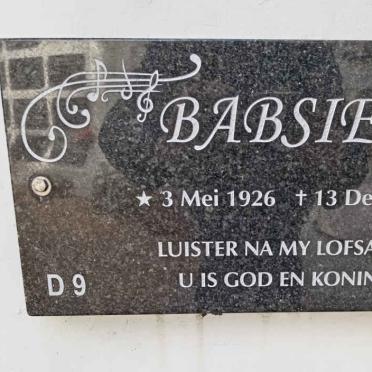 BABSIE
★ 3 Mei 1926 † 13 De
LUISTER NA MY LOFSA
U IS GOD EN KONIN
D 9